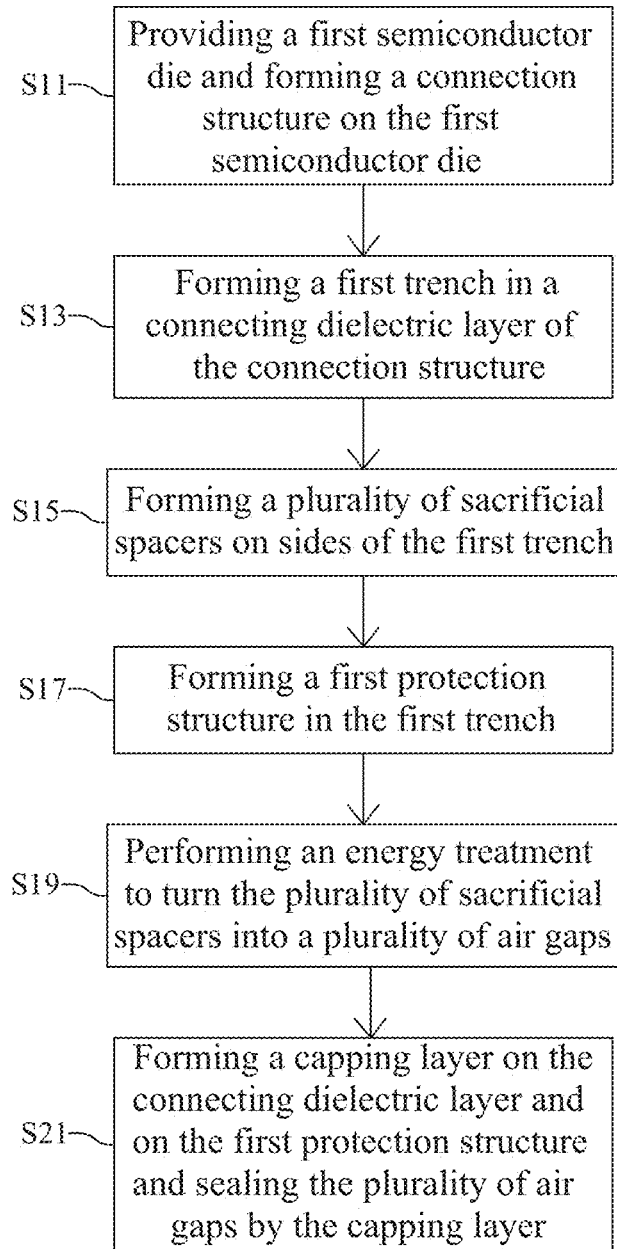 Providing a first semiconductor
S11
die and forming a connection
structure on the first
semiconductor die
Forming a first trench in a
S13
connecting dielectric layer of
the connection structure
S15
Forming a plurality of sacrificial
spacers on sides of the first trench
S17
Forming a first protection
structure in the first trench
Performing an energy treatment
S19
to turn the plurality of sacrificial
spacers into a plurality of air gaps
Forming a capping layer on the
connecting dielectric layer and
S21
on the first protection structure
and sealing the plurality of air
gaps by the capping layer